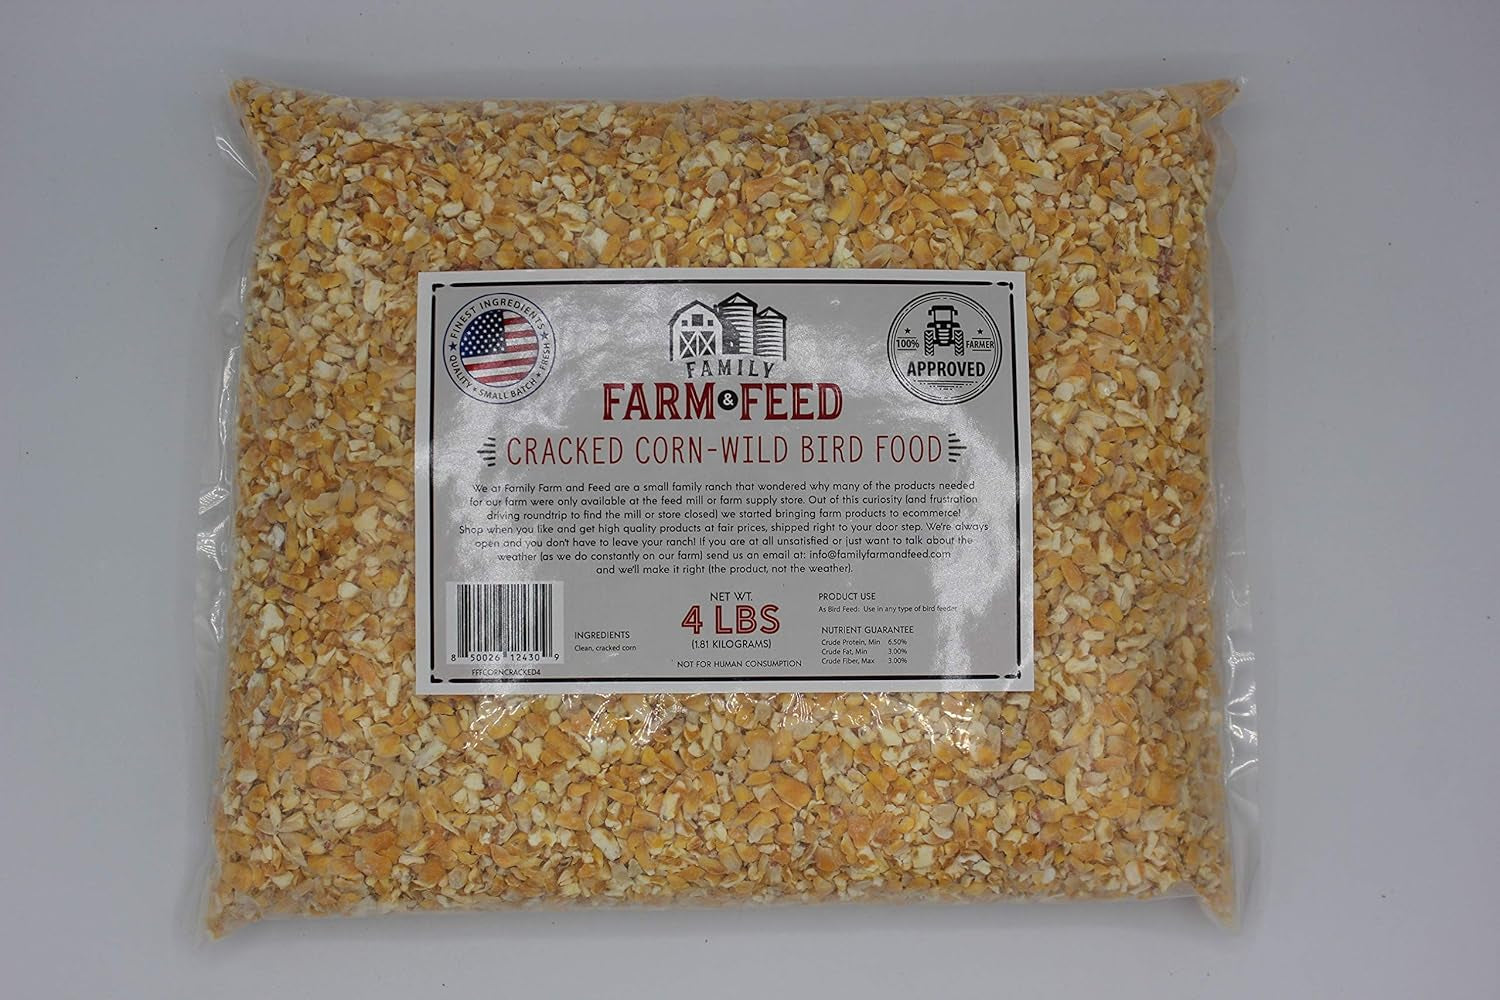 FINEST INGREDIENTS
QUALITY * SMALL BATCH * FRESH
FAMILY
FARM & FEED
100% FARMER
APPROVED
CRACKED CORN-WILD BIRD FOOD
We at Family Farm and Feed are a small family ranch that wondered why many of the products needed
for our farm were only available at the feed mill or farm supply store. Out of this curiosity (and frustration
driving roundtrip to find the mill or store closed) we started bringing farm products to ecommerce!
Shop when you like and get high quality products at fair prices, shipped right to your door step. We're always
open and you don't have to leave your ranch! If you are at all unsatisfied or just want to talk about the
weather (as we do constantly on our farm) send us an email at: info@familyfarmandfeed.com
and we'll make it right (the product, not the weather).
8 50026 12430 9
FFFCORNCRACKED4
INGREDIENTS
Clean, cracked corn
NET WT.
4 LBS
(1.81 KILOGRAMS)
NOT FOR HUMAN CONSUMPTION
PRODUCT USE
As Bird Feed: Use in any type of bird feeder
NUTRIENT GUARANTEE
Crude Protein, Min 6.50%
Crude Fat, Min 3.00%
Crude Fiber, Max 3.00%